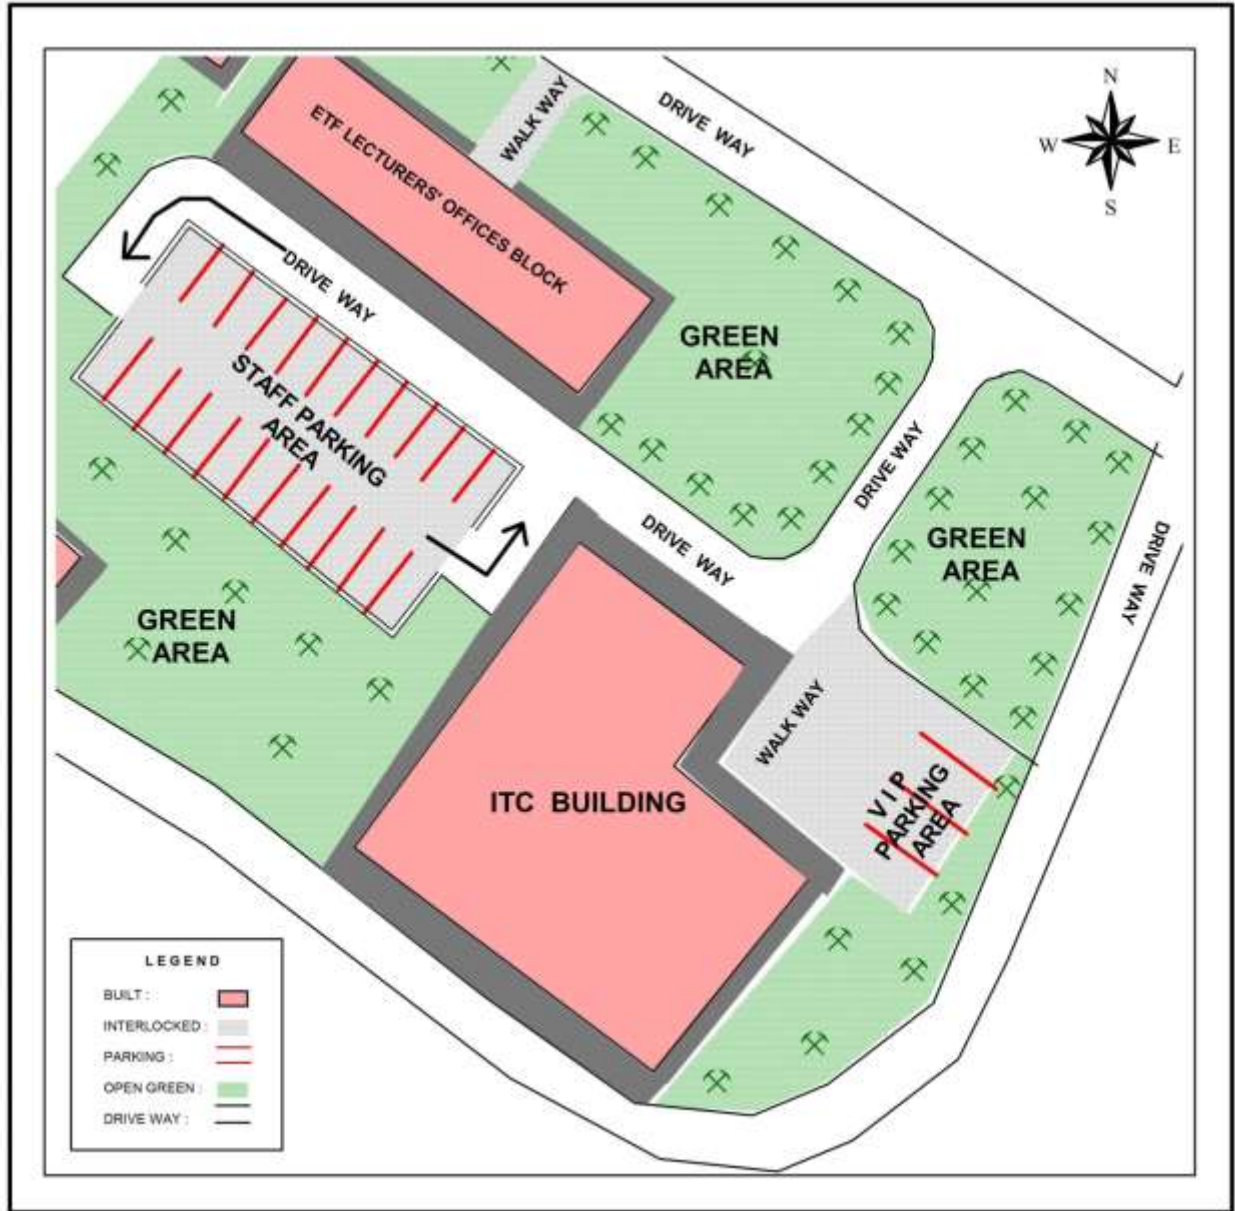 N
W E
S
DRIVE WAY
WALK WAY
ETF LECTURERS' OFFICES BLOCK
DRIVE WAY
GREEN
AREA
STAFF PARKING
AREA
DRIVE WAY
DRIVE WAY
GREEN
AREA
DRIVE WAY
GREEN
AREA
WALK WAY
V I P
PARKING
AREA
ITC BUILDING
LEGEND
BUILT :
INTERLOCKED :
PARKING :
OPEN GREEN :
DRIVE WAY :